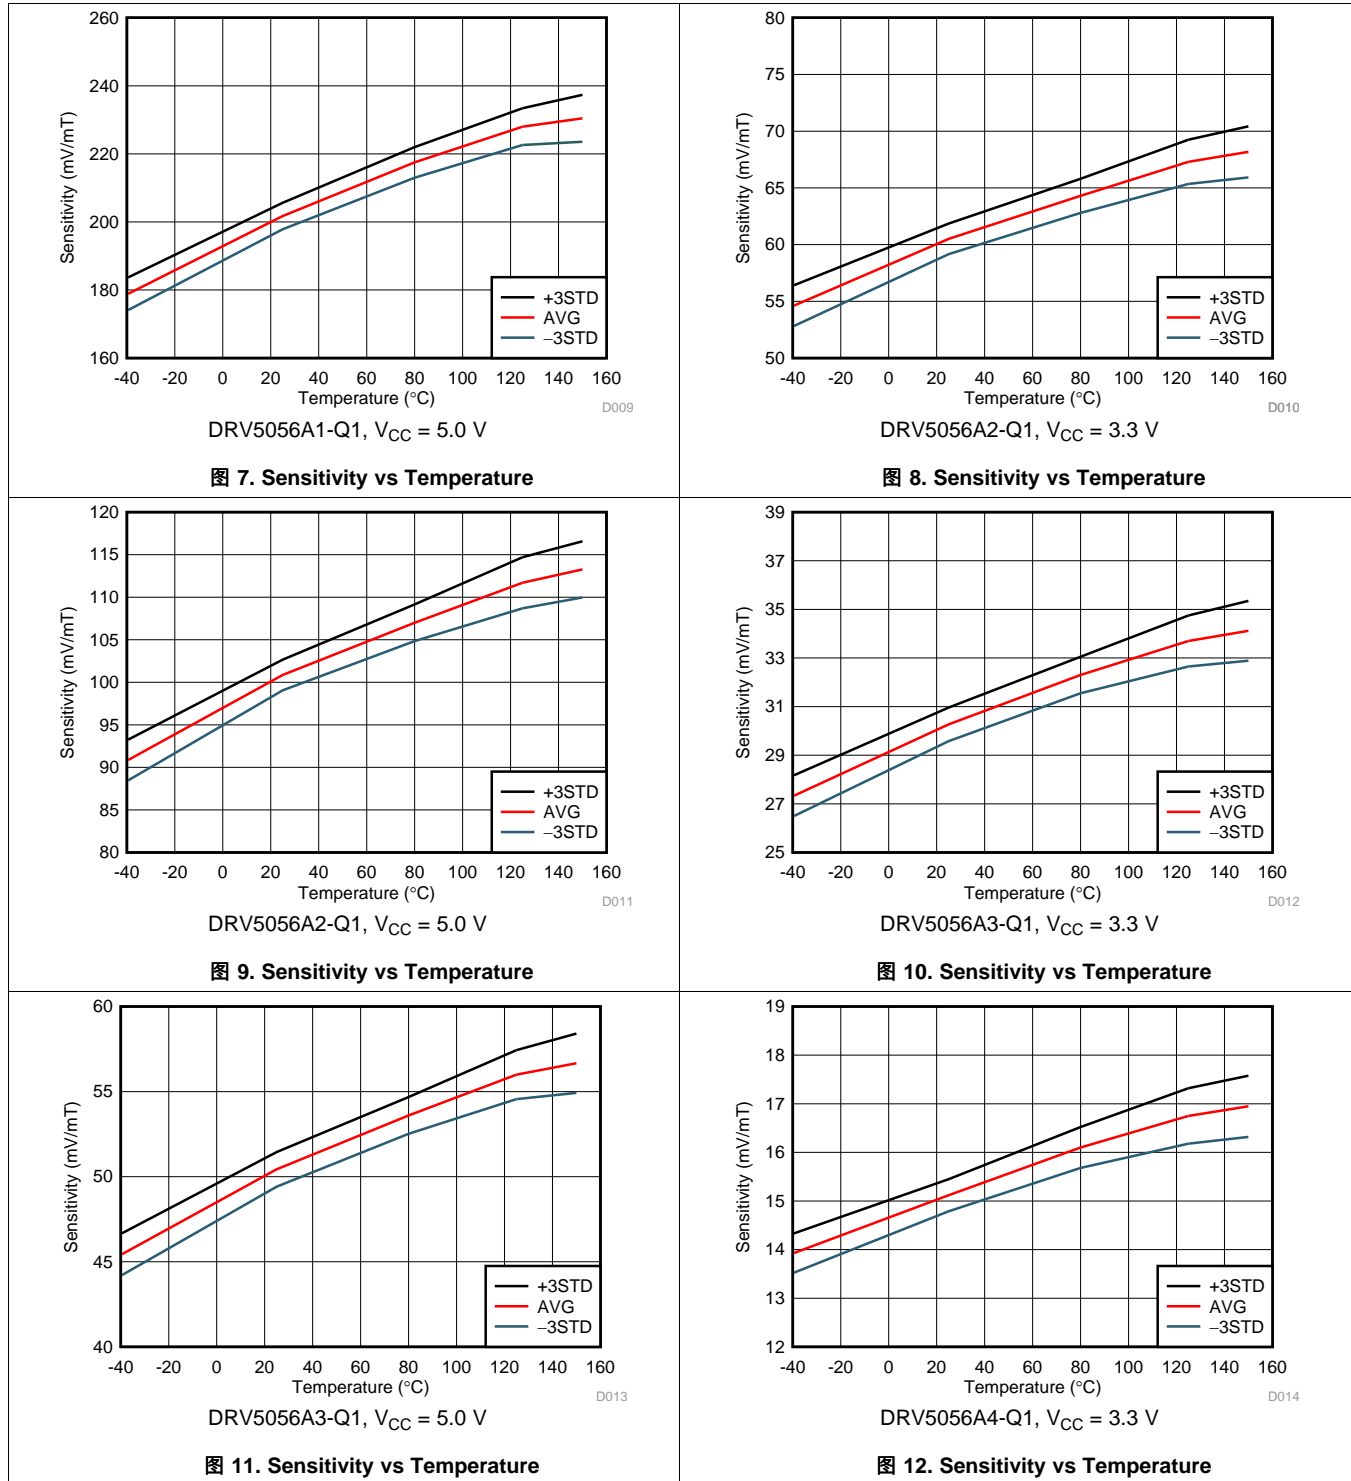 260
240
220
200
180
160
Sensitivity (mV/mT)
-40 -20 0 20 40 60 80 100 120 140 160
Temperature (°C)
+3STD
AVG
−3STD
D009
DRV5056A1-Q1, VCC = 5.0 V
图 7. Sensitivity vs Temperature
80
75
70
65
60
55
50
Sensitivity (mV/mT)
-40 -20 0 20 40 60 80 100 120 140 160
Temperature (°C)
+3STD
AVG
−3STD
D010
DRV5056A2-Q1, VCC = 3.3 V
图 8. Sensitivity vs Temperature
120
115
110
105
100
95
90
85
80
Sensitivity (mV/mT)
-40 -20 0 20 40 60 80 100 120 140 160
Temperature (°C)
+3STD
AVG
−3STD
D011
DRV5056A2-Q1, VCC = 5.0 V
图 9. Sensitivity vs Temperature
39
37
35
33
31
29
27
25
Sensitivity (mV/mT)
-40 -20 0 20 40 60 80 100 120 140 160
Temperature (°C)
+3STD
AVG
−3STD
D012
DRV5056A3-Q1, VCC = 3.3 V
图 10. Sensitivity vs Temperature
60
55
50
45
40
Sensitivity (mV/mT)
-40 -20 0 20 40 60 80 100 120 140 160
Temperature (°C)
+3STD
AVG
−3STD
D013
DRV5056A3-Q1, VCC = 5.0 V
图 11. Sensitivity vs Temperature
19
18
17
16
15
14
13
12
Sensitivity (mV/mT)
-40 -20 0 20 40 60 80 100 120 140 160
Temperature (°C)
+3STD
AVG
−3STD
D014
DRV5056A4-Q1, VCC = 3.3 V
图 12. Sensitivity vs Temperature